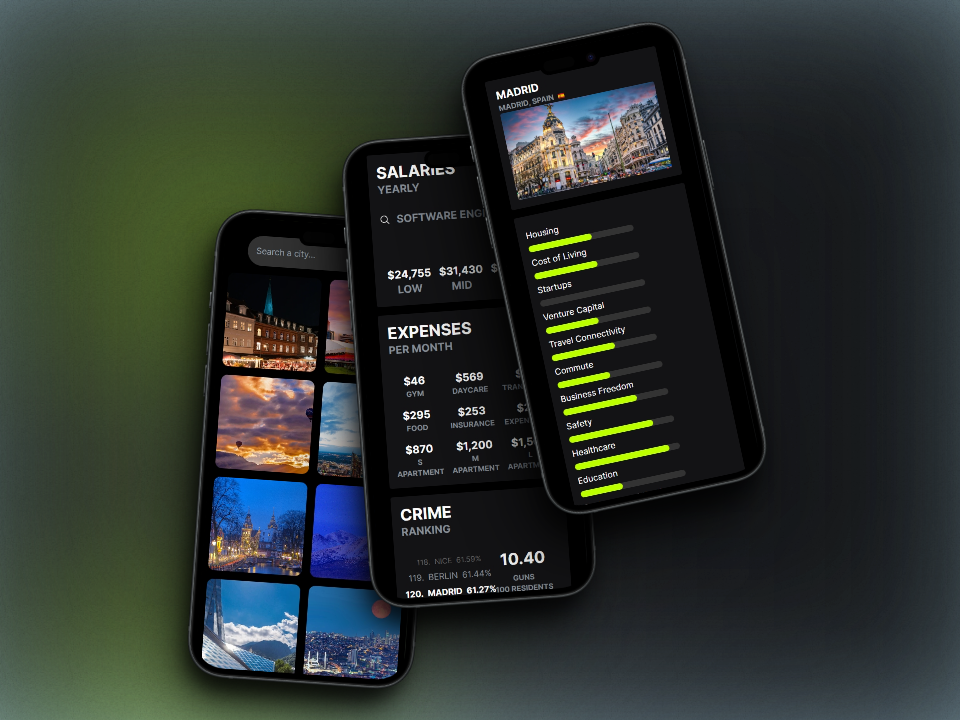 Search a city...
SALARIES
YEARLY
SOFTWARE ENG
$24,755 $31,430 $
LOW MID
EXPENSES
PER MONTH
$46 $569 $
GYM DAYCARE TRAN
$295 $253 $2
FOOD INSURANCE EXPEN
$870 $1,200 $1,5
S M L
APARTMENT APARTMENT APARTM
CRIME
RANKING
118. NICE 61.59%
119. BERLIN 61.44%
120. MADRID 61.27%
10.40
GUNS
100 RESIDENTS
MADRID
MADRID, SPAIN 🇪🇸
Housing
Cost of Living
Startups
Venture Capital
Travel Connectivity
Commute
Business Freedom
Safety
Healthcare
Education